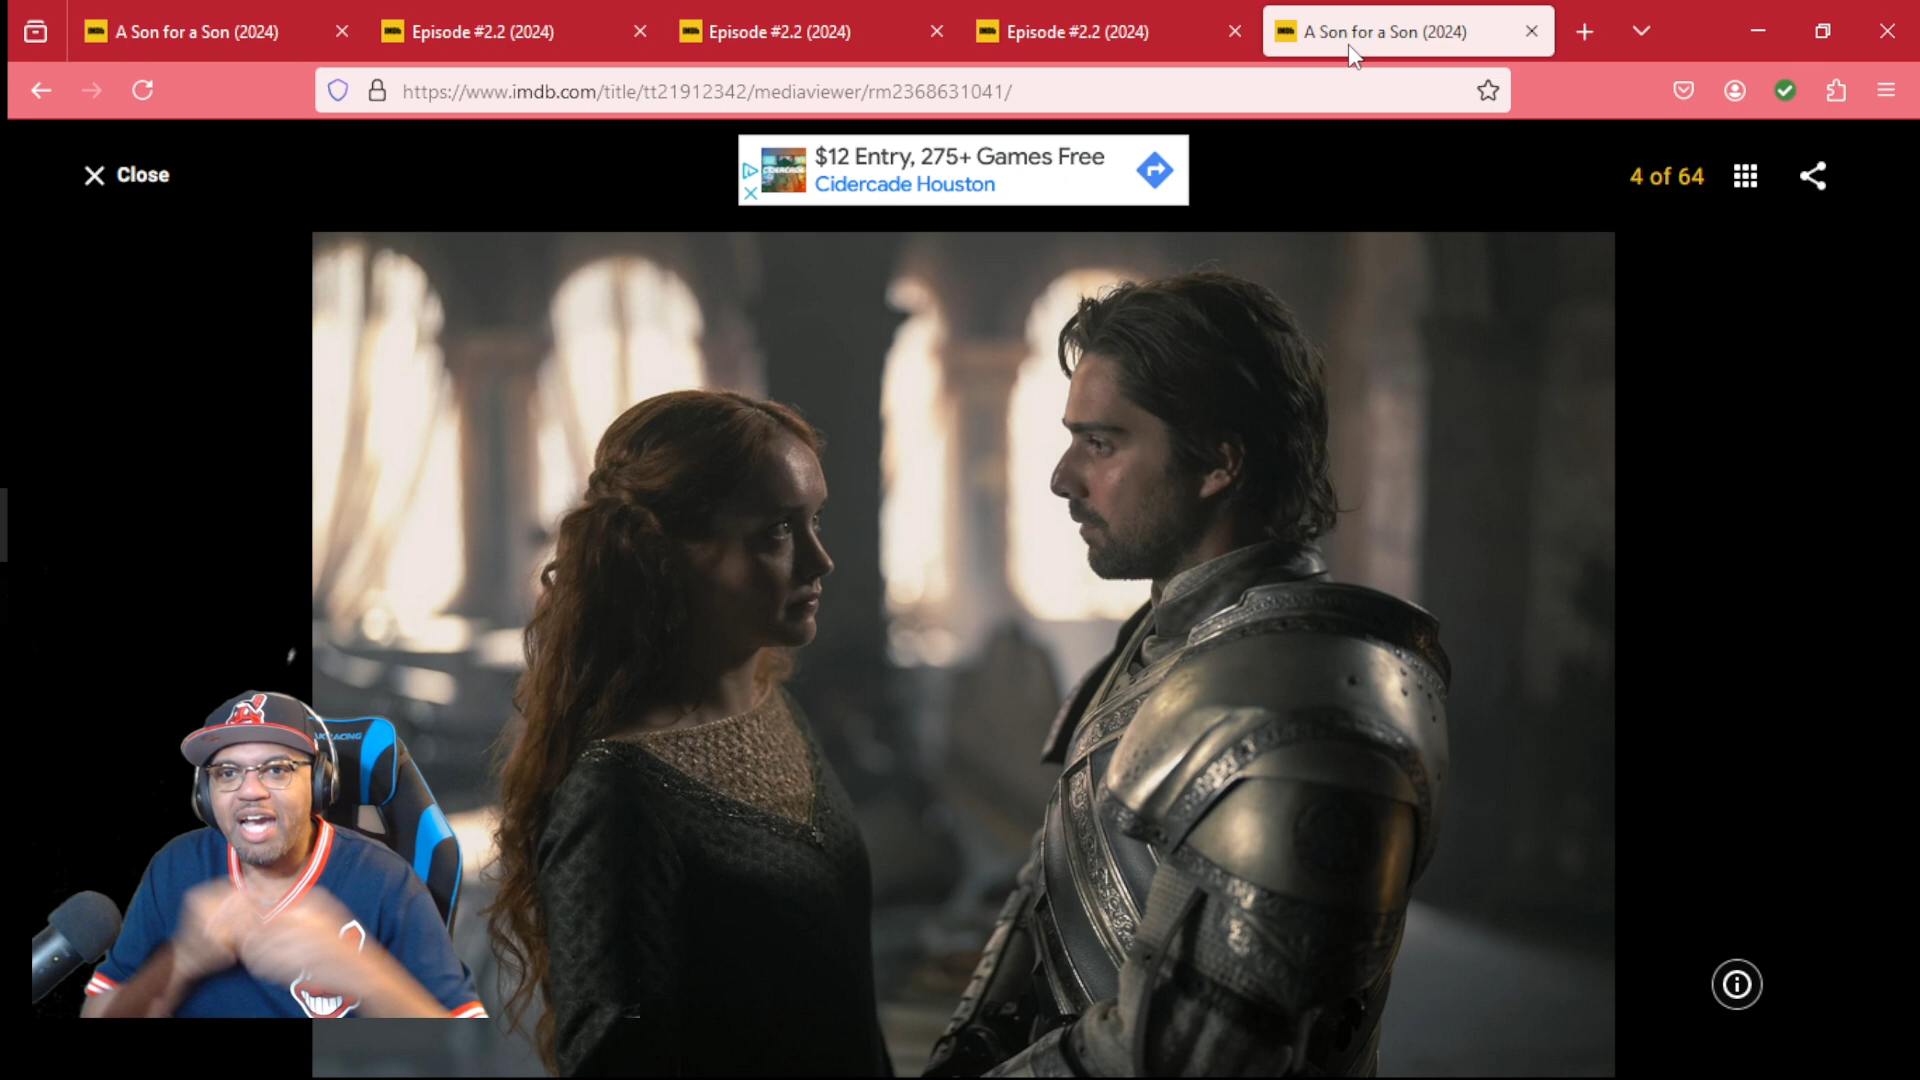 A Son for a Son (2024)
Episode #2.2 (2024)
Episode #2.2 (2024)
Episode #2.2 (2024)
A Son for a Son (2024)
https://www.imdb.com/title/tt21912342/mediaviewer/rm2368631041/
Close
$12 Entry, 275+ Games Free
Cidercade Houston
4 of 64